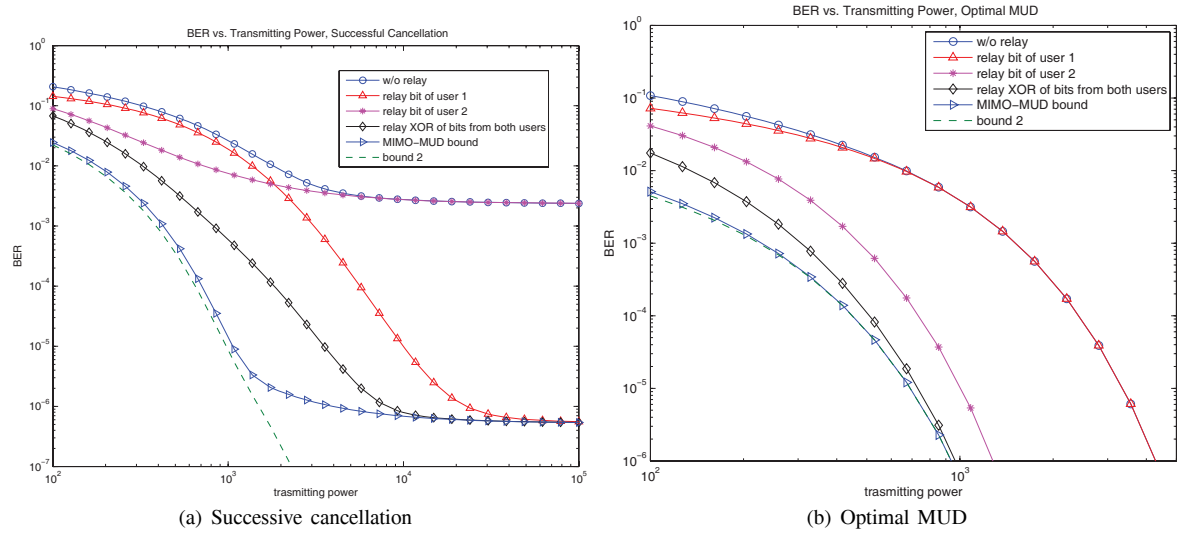 BER vs. Transmitting Power, Successful Cancellation
10^0
10^-1
10^-2
10^-3
10^-4
10^-5
10^-6
10^-7
BER
w/o relay
relay bit of user 1
relay bit of user 2
relay XOR of bits from both users
MIMO-MUD bound
bound 2
10^2
10^3
10^4
10^5
trasmitting power
(a) Successive cancellation
BER vs. Transmitting Power, Optimal MUD
10^0
10^-1
10^-2
10^-3
10^-4
10^-5
10^-6
BER
w/o relay
relay bit of user 1
relay bit of user 2
relay XOR of bits from both users
MIMO-MUD bound
bound 2
10^2
10^3
trasmitting power
(b) Optimal MUD